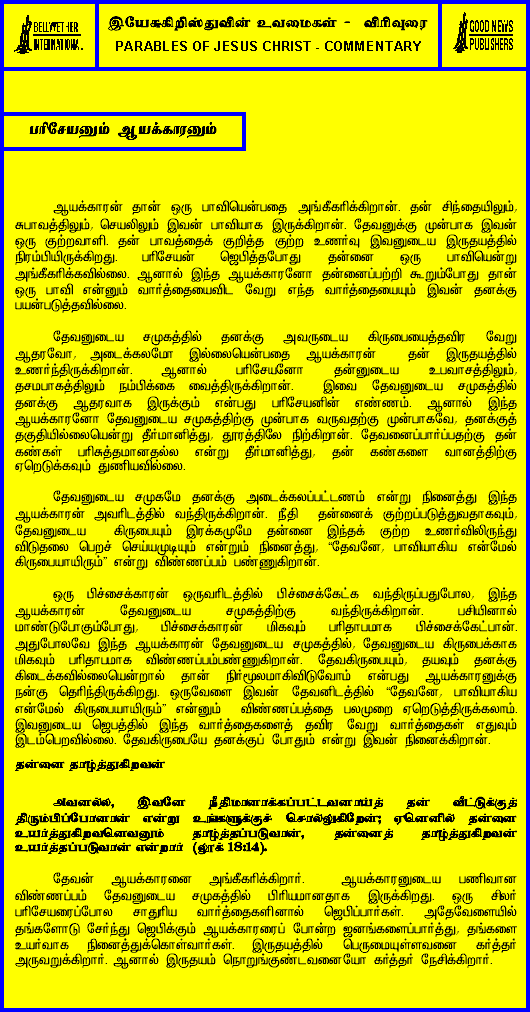 BELLWETHER
INTERNATIONAL
இயேசுகிறிஸ்துவின் உவமைகள் - விரிவுரை
PARABLES OF JESUS CHRIST - COMMENTARY
GOOD NEWS
PUBLISHERS
பரிசேயனும் ஆயக்காரனும்
ஆயக்காரன் தான் ஒரு பாவியென்பதை அங்கீகரிக்கிறான். தன் சிந்தையிலும்,
சுபாவத்திலும், செயலிலும் இவன் பாவியாக இருக்கிறான். தேவனுக்கு முன்பாக இவன்
ஒரு குற்றவாளி. தன் பாவத்தைக் குறித்த குற்ற உணர்வு இவனுடைய இருதயத்தில்
நிரம்பியிருக்கிறது. பரிசேயன் ஜெபித்தபோது தன்னை ஒரு பாவியென்று
அங்கீகரிக்கவில்லை. ஆனால் இந்த ஆயக்காரனோ தன்னைப்பற்றி கூறும்போது தான்
ஒரு பாவி என்னும் வார்த்தையைவிட வேறு எந்த வார்த்தையையும் இவன் தனக்கு
பயன்படுத்தவில்லை.
தேவனுடைய சமுகத்தில் தனக்கு அவருடைய கிருபையைத்தவிர வேறு
ஆதரவோ, அடைக்கலமோ இல்லையென்பதை ஆயக்காரன் தன் இருதயத்தில்
உணர்ந்திருக்கிறான். ஆனால் பரிசேயனோ தன்னுடைய உபவாசத்திலும்,
தசமபாகத்திலும் நம்பிக்கை வைத்திருக்கிறான். இவை தேவனுடைய சமுகத்தில்
தனக்கு ஆதரவாக இருக்கும் என்பது பரிசேயனின் எண்ணம். ஆனால் இந்த
ஆயக்காரனோ தேவனுடைய சமுகத்திற்கு முன்பாக வருவதற்கு முன்பாகவே, தனக்குத்
தகுதியில்லையென்று தீர்மானித்து, தூரத்திலே நிற்கிறான். தேவனைப்பார்ப்பதற்கு தன்
கண்கள் பரிசுத்தமானதல்ல என்று தீர்மானித்து, தன் கண்களை வானத்திற்கு
ஏறெடுக்கவும் துணியவில்லை.
தேவனுடைய சமுகமே தனக்கு அடைக்கலப்பட்டணம் என்று நினைத்து இந்த
ஆயக்காரன் அவரிடத்தில் வந்திருக்கிறான். நீதி தன்னைக் குற்றப்படுத்துவதாகவும்,
தேவனுடைய கிருபையும் இரக்கமுமே தன்னை இந்தக் குற்ற உணர்விலிருந்து
விடுதலை பெறச் செய்யமுடியும் என்றும் நினைத்து, "தேவனே, பாவியாகிய என்மேல்
கிருபையாயிரும்" என்று விண்ணப்பம் பண்ணுகிறான்.
ஒரு பிச்சைக்காரன் ஒருவரிடத்தில் பிச்சைக்கேட்க வந்திருப்பதுபோல, இந்த
ஆயக்காரன் தேவனுடைய சமுகத்திற்கு வந்திருக்கிறான். பசியினால்
மாண்டுபோகும்போது, பிச்சைக்காரன் மிகவும் பரிதாபமாக பிச்சைக்கேட்பான்.
அதுபோலவே இந்த ஆயக்காரன் தேவனுடைய சமுகத்தில், தேவனுடைய கிருபைக்காக
மிகவும் பரிதாபமாக விண்ணப்பம்பண்ணுகிறான். தேவகிருபையும், தயவும் தனக்கு
கிடைக்கவில்லையென்றால் தான் நிர்மூலமாகிவிடுவோம் என்பது ஆயக்காரனுக்கு
நன்கு தெரிந்திருக்கிறது. ஒருவேளை இவன் தேவனிடத்தில் "தேவனே, பாவியாகிய
என்மேல் கிருபையாயிரும்" என்னும் விண்ணப்பத்தை பலமுறை ஏறெடுத்திருக்கலாம்.
இவனுடைய ஜெபத்தில் இந்த வார்த்தைகளைத் தவிர வேறு வார்த்தைகள் எதுவும்
இடம்பெறவில்லை. தேவகிருபையே தனக்குப் போதும் என்று இவன் நினைக்கிறான்.
தன்னை தாழ்த்துகிறவன்
அவனல்ல, இவனே நீதிமானாக்கப்பட்டவனாய்த் தன் வீட்டுக்குத்
திரும்பிப்போனான் என்று உங்களுக்குச் சொல்லுகிறேன்; ஏனெனில் தன்னை
உயர்த்துகிறவனெவனும் தாழ்த்தப்படுவான், தன்னைத் தாழ்த்துகிறவன்
உயர்த்தப்படுவான் என்றார் (லூக் 18:14).
தேவன் ஆயக்காரனை அங்கீகரிக்கிறார். ஆயக்காரனுடைய பணிவான
விண்ணப்பம் தேவனுடைய சமுகத்தில் பிரியமானதாக இருக்கிறது. ஒரு சிலர்
பரிசேயரைப்போல சாதுரிய வார்த்தைகளினால் ஜெபிப்பார்கள். அதேவேளையில்
தங்களோடு சேர்ந்து ஜெபிக்கும் ஆயக்காரரைப் போன்ற ஜனங்களைப்பார்த்து, தங்களை
உயர்வாக நினைத்துக்கொள்வார்கள். இருதயத்தில் பெருமையுள்ளவனை கர்த்தர்
அருவறுக்கிறார். ஆனால் இருதயம் நொறுங்குண்டவனையோ கர்த்தர் நேசிக்கிறார்.